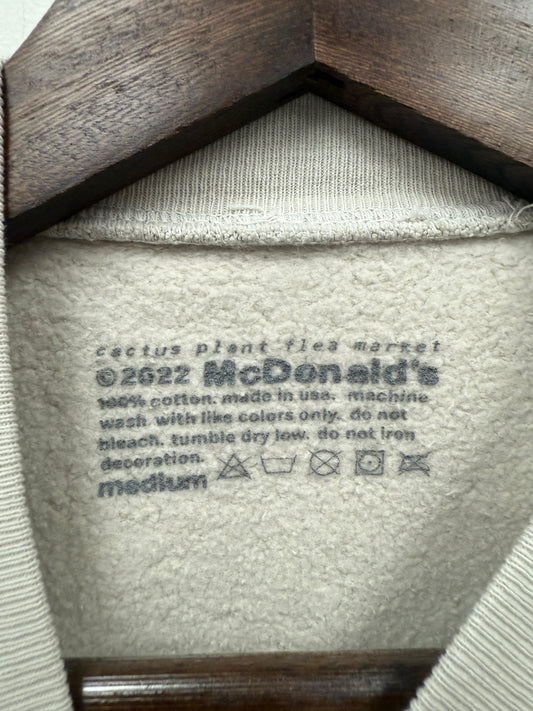 cactus plant flea market
©2022 McDonald's
100% cotton. made in usa. machine
wash with like colors only. do not
bleach. tumble dry low. do not iron
decoration.
medium